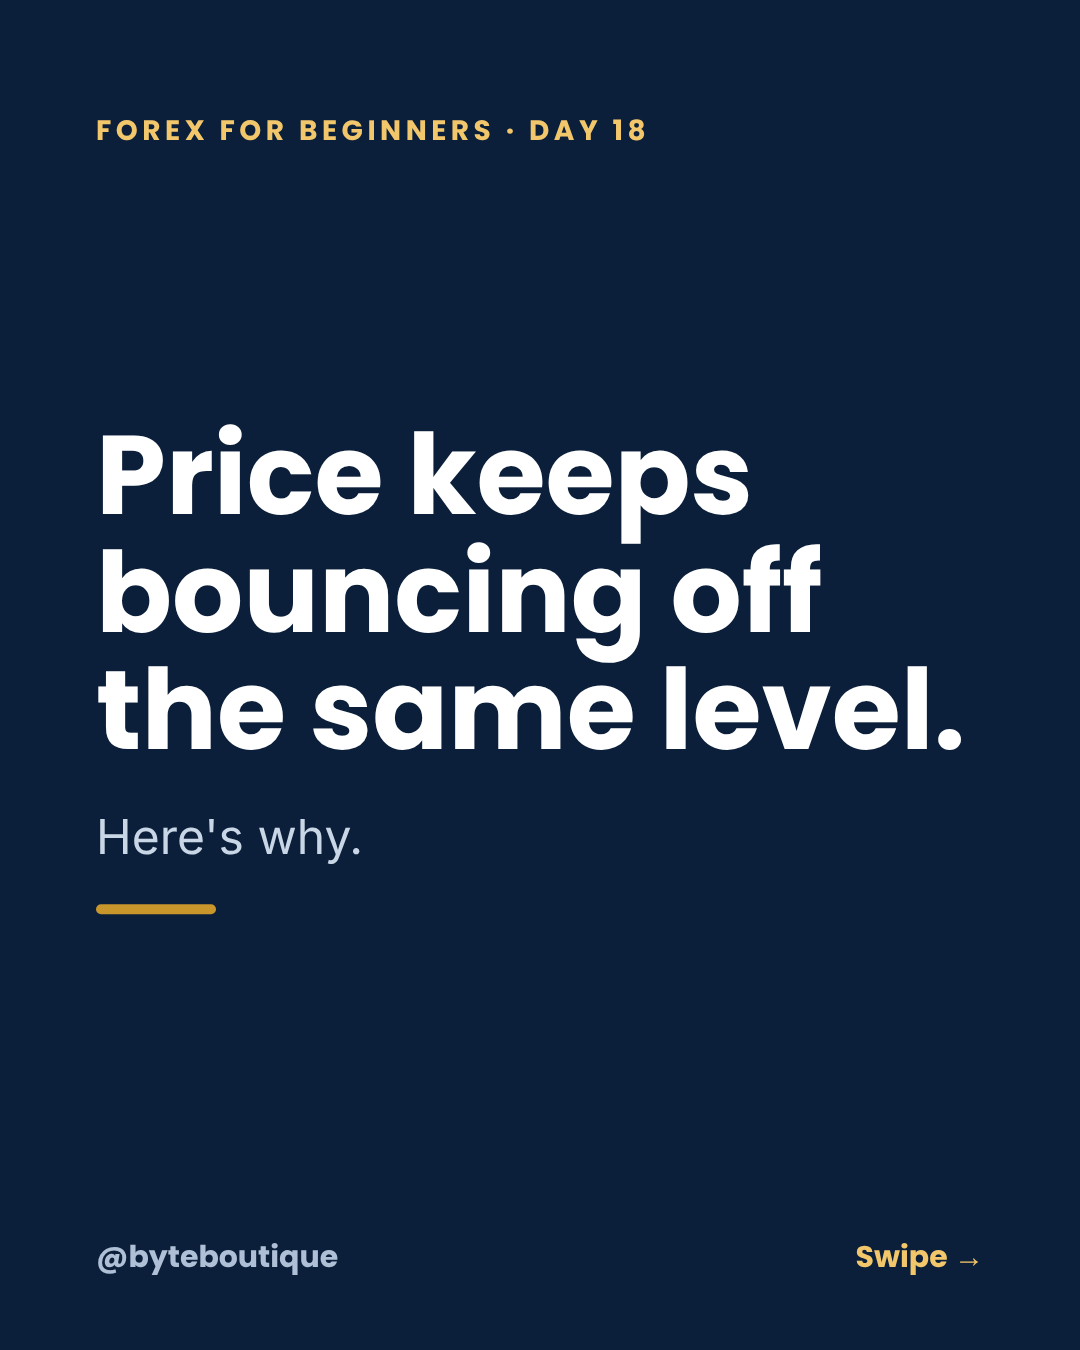 FOREX FOR BEGINNERS · DAY 18
Price keeps
bouncing off
the same level.
Here's why.
@byteboutique
Swipe →